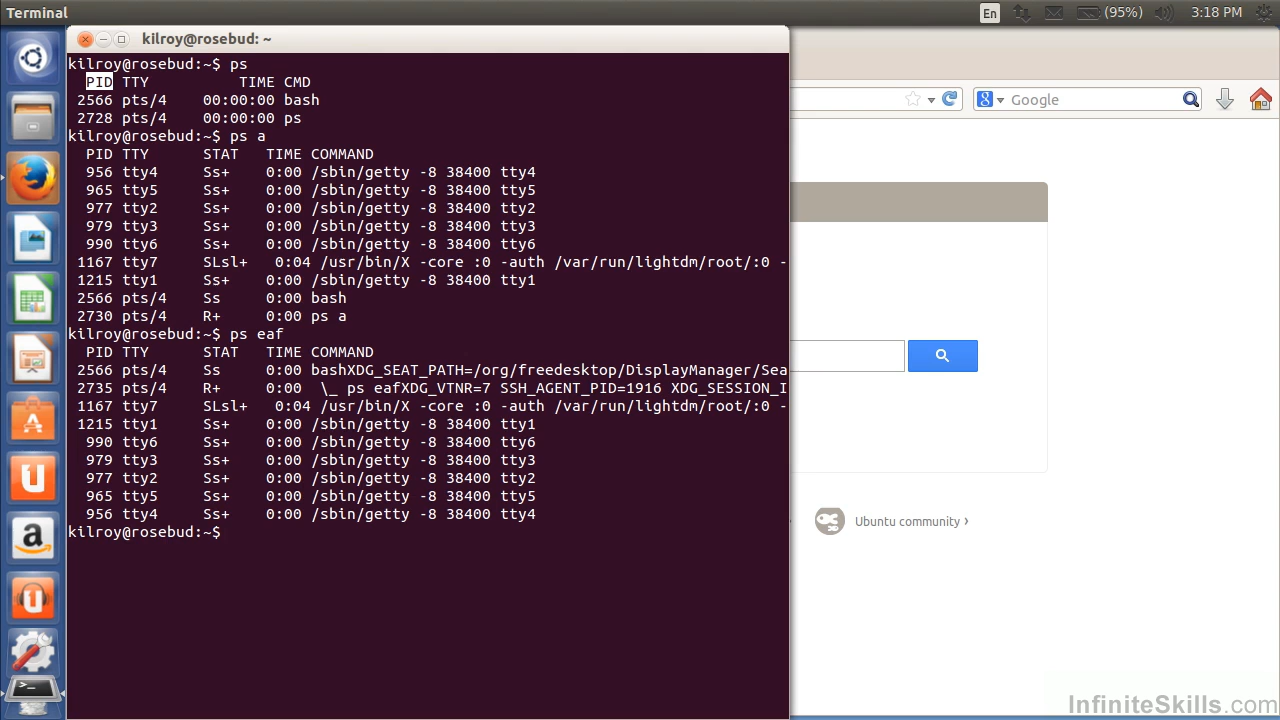 Terminal
En
(95%)
3:18 PM
kilroy@rosebud: ~
kilroy@rosebud:~$ ps
PID TTY TIME CMD
2566 pts/4 00:00:00 bash
2728 pts/4 00:00:00 ps
kilroy@rosebud:~$ ps a
PID TTY STAT TIME COMMAND
956 tty4 Ss+ 0:00 /sbin/getty -8 38400 tty4
965 tty5 Ss+ 0:00 /sbin/getty -8 38400 tty5
977 tty2 Ss+ 0:00 /sbin/getty -8 38400 tty2
979 tty3 Ss+ 0:00 /sbin/getty -8 38400 tty3
990 tty6 Ss+ 0:00 /sbin/getty -8 38400 tty6
1167 tty7 SLsl+ 0:04 /usr/bin/X -core :0 -auth /var/run/lightdm/root/:0 -
1215 tty1 Ss+ 0:00 /sbin/getty -8 38400 tty1
2566 pts/4 Ss 0:00 bash
2730 pts/4 R+ 0:00 ps a
kilroy@rosebud:~$ ps eaf
PID TTY STAT TIME COMMAND
2566 pts/4 Ss 0:00 bashXDG_SEAT_PATH=/org/freedesktop/DisplayManager/Sea
2735 pts/4 R+ 0:00 \_ ps eafXDG_VTNR=7 SSH_AGENT_PID=1916 XDG_SESSION_I
1167 tty7 SLsl+ 0:04 /usr/bin/X -core :0 -auth /var/run/lightdm/root/:0 -
1215 tty1 Ss+ 0:00 /sbin/getty -8 38400 tty1
990 tty6 Ss+ 0:00 /sbin/getty -8 38400 tty6
979 tty3 Ss+ 0:00 /sbin/getty -8 38400 tty3
977 tty2 Ss+ 0:00 /sbin/getty -8 38400 tty2
965 tty5 Ss+ 0:00 /sbin/getty -8 38400 tty5
956 tty4 Ss+ 0:00 /sbin/getty -8 38400 tty4
kilroy@rosebud:~$
Google
Ubuntu community ›
InfiniteSkills.com